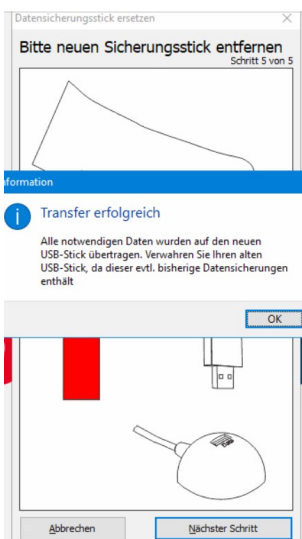 Datensicherungsstick ersetzen
Bitte neuen Sicherungsstick entfernen
Schritt 5 von 5
formation
Transfer erfolgreich
Alle notwendigen Daten wurden auf den neuen
USB-Stick übertragen. Verwahren Sie Ihren alten
USB-Stick, da dieser evtl. bisherige Datensicherungen
enthält
OK
Abbrechen
Nächster Schritt